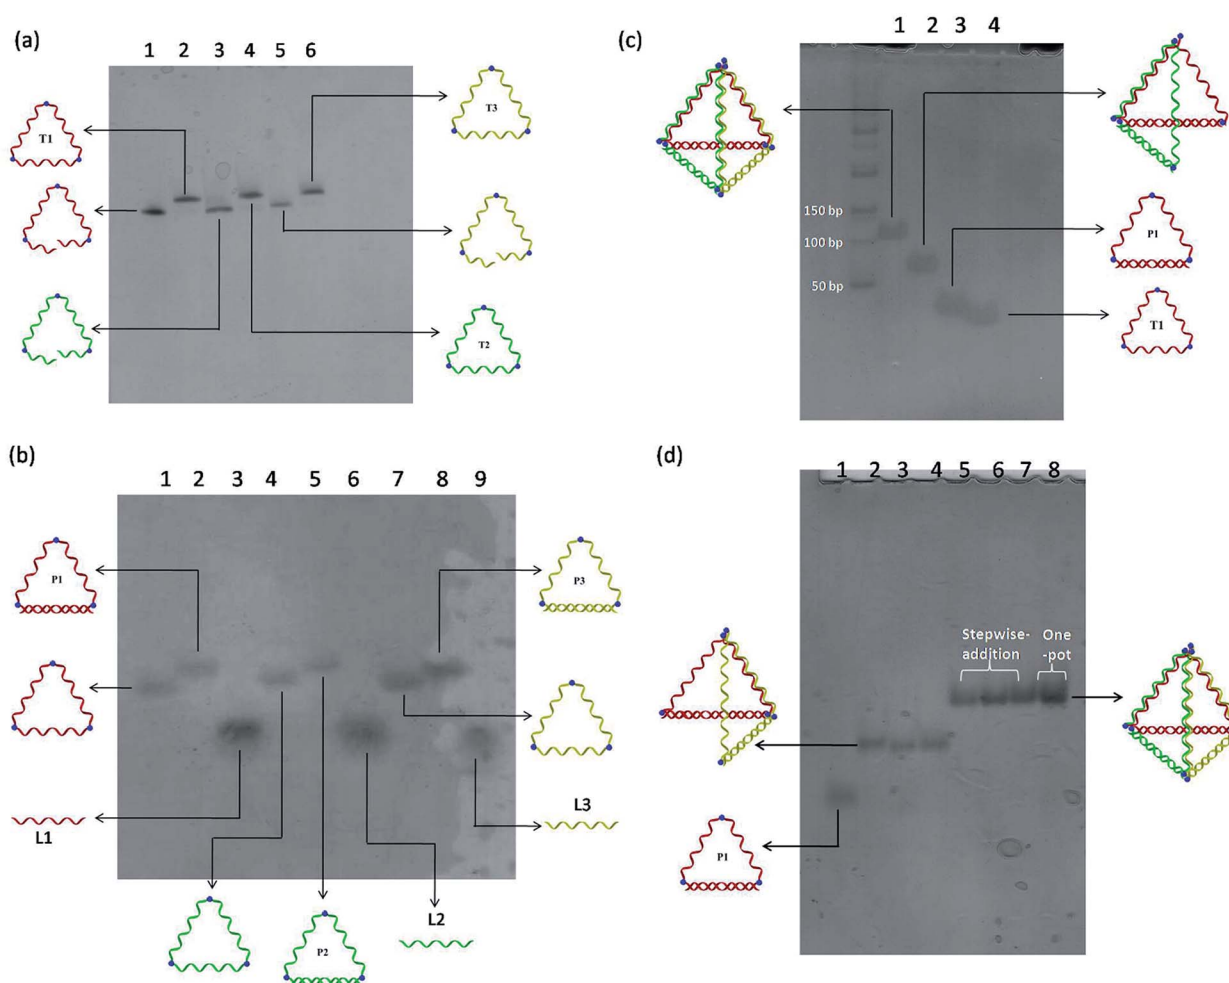 (a)
1 2 3 4 5 6
T1
T3
T2
(c)
1 2 3 4
150 bp
100 bp
50 bp
P1
T1
(b)
1 2 3 4 5 6 7 8 9
P1
P3
L1
L3
L2
P2
(d)
1 2 3 4 5 6 7 8
Stepwise-
addition
One
-pot
P1